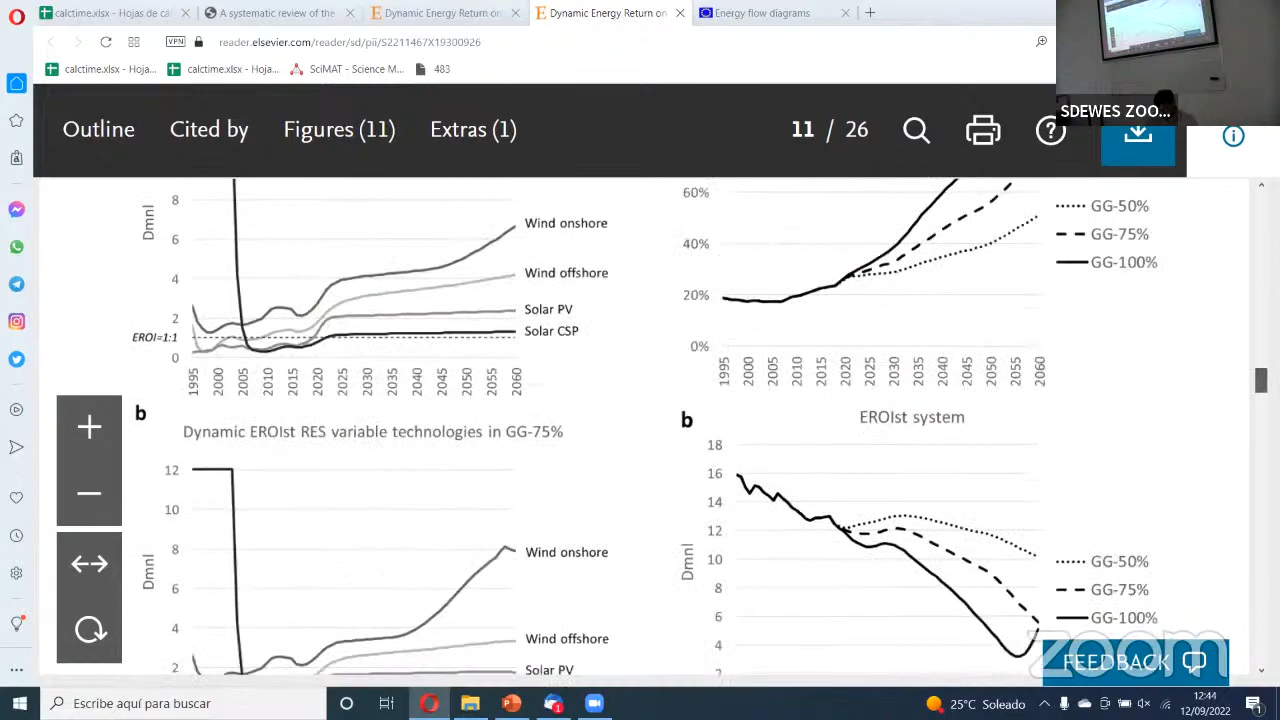 calctime.xlsx - Hojas de calc
A systematic review of the
Dynamic Energy Return on
Dynamic Energy Return on
Energy flow diagrams
VPN
reader.elsevier.com/reader/sd/pii/S2211467X19300926
calctime.xlsx - Hoja...
calctime.xlsx - Hoja...
SciMAT - Science M...
483
SDEWES ZOO...
Outline
Cited by
Figures (11)
Extras (1)
11 / 26
8
6
4
2
0
Dmnl
EROI=1:1
Wind onshore
Wind offshore
Solar PV
Solar CSP
1995 2000 2005 2010 2015 2020 2025 2030 2035 2040 2045 2050 2055 2060
60%
40%
20%
0%
1995 2000 2005 2010 2015 2020 2025 2030 2035 2040 2045 2050 2055 2060
GG-50%
GG-75%
GG-100%
b
Dynamic EROIst RES variable technologies in GG-75%
12
10
8
6
4
2
Dmnl
Wind onshore
Wind offshore
Solar PV
b
EROIst system
18
16
14
12
10
8
6
4
2
Dmnl
GG-50%
GG-75%
GG-100%
zoom
FEEDBACK
Escribe aquí para buscar
25°C Soleado
12:44
12/09/2022